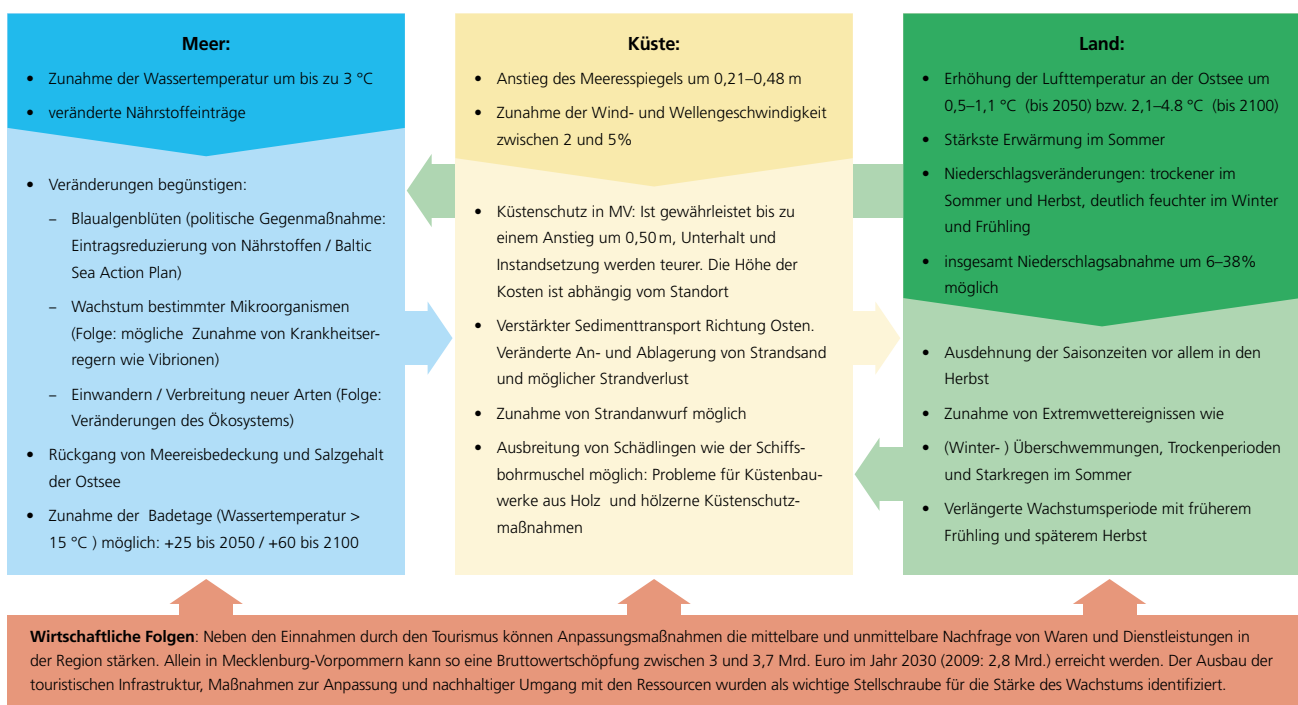 Meer:
• Zunahme der Wassertemperatur um bis zu 3 °C
• veränderte Nährstoffeinträge
• Veränderungen begünstigen:
– Blaualgenblüten (politische Gegenmaßnahme:
Eintragsreduzierung von Nährstoffen / Baltic
Sea Action Plan)
– Wachstum bestimmter Mikroorganismen
(Folge: mögliche Zunahme von Krankheitser-
regern wie Vibrionen)
– Einwandern / Verbreitung neuer Arten (Folge:
Veränderungen des Ökosystems)
• Rückgang von Meereisbedeckung und Salzgehalt
der Ostsee
• Zunahme der Badetage (Wassertemperatur >
15 °C ) möglich: +25 bis 2050 / +60 bis 2100
Küste:
• Anstieg des Meeresspiegels um 0,21–0,48 m
• Zunahme der Wind- und Wellengeschwindigkeit
zwischen 2 und 5%
• Küstenschutz in MV: Ist gewährleistet bis zu
einem Anstieg um 0,50 m, Unterhalt und
Instandsetzung werden teurer. Die Höhe der
Kosten ist abhängig vom Standort
• Verstärkter Sedimenttransport Richtung Osten.
Veränderte An- und Ablagerung von Strandsand
und möglicher Strandverlust
• Zunahme von Strandanwurf möglich
• Ausbreitung von Schädlingen wie der Schiffs-
bohrmuschel möglich: Probleme für Küstenbau-
werke aus Holz und hölzerne Küstenschutz-
maßnahmen
Land:
• Erhöhung der Lufttemperatur an der Ostsee um
0,5–1,1 °C (bis 2050) bzw. 2,1–4.8 °C (bis 2100)
• Stärkste Erwärmung im Sommer
• Niederschlagsveränderungen: trockener im
Sommer und Herbst, deutlich feuchter im Winter
und Frühling
• insgesamt Niederschlagsabnahme um 6–38%
möglich
• Ausdehnung der Saisonzeiten vor allem in den
Herbst
• Zunahme von Extremwettereignissen wie
• (Winter- ) Überschwemmungen, Trockenperioden
und Starkregen im Sommer
• Verlängerte Wachstumsperiode mit früherem
Frühling und späterem Herbst
Wirtschaftliche Folgen: Neben den Einnahmen durch den Tourismus können Anpassungsmaßnahmen die mittelbare und unmittelbare Nachfrage von Waren und Dienstleistungen in
der Region stärken. Allein in Mecklenburg-Vorpommern kann so eine Bruttowertschöpfung zwischen 3 und 3,7 Mrd. Euro im Jahr 2030 (2009: 2,8 Mrd.) erreicht werden. Der Ausbau der
touristischen Infrastruktur, Maßnahmen zur Anpassung und nachhaltiger Umgang mit den Ressourcen wurden als wichtige Stellschraube für die Stärke des Wachstums identifiziert.